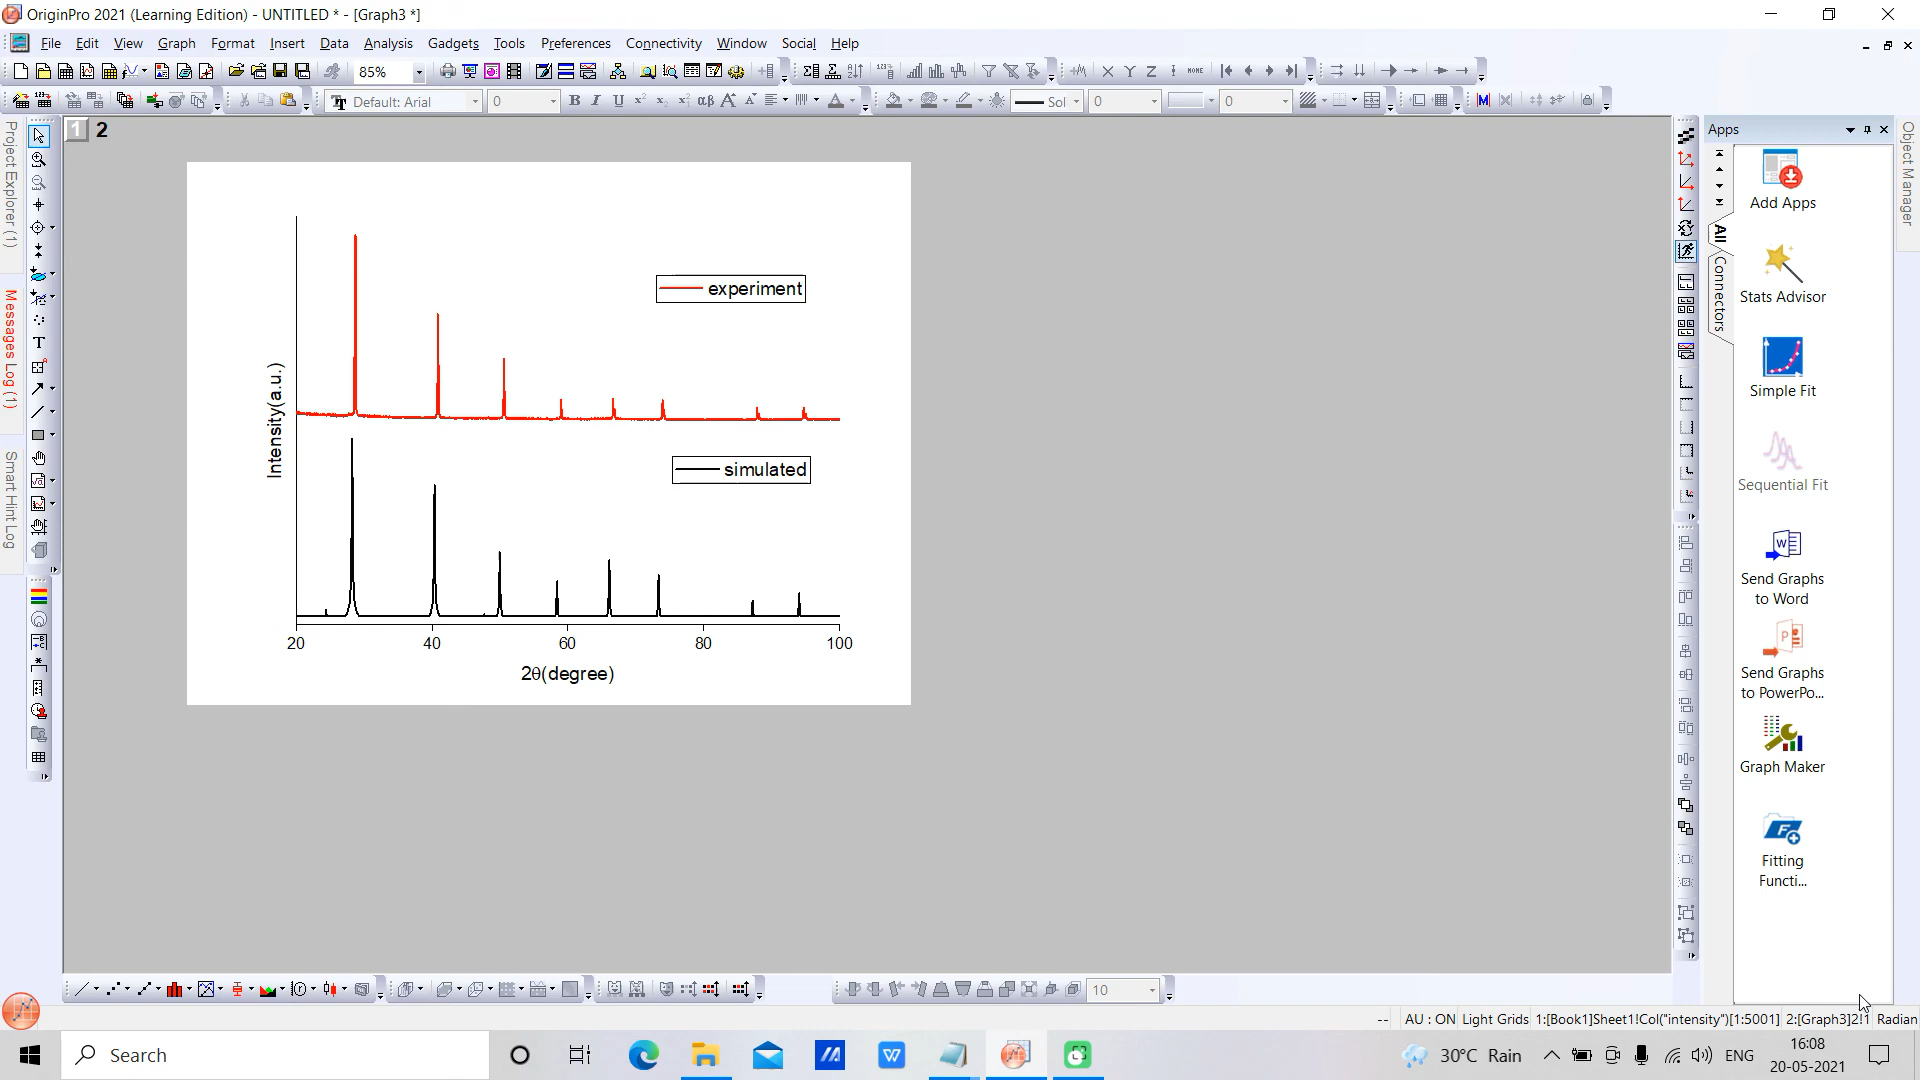 OriginPro 2021 (Learning Edition) - UNTITLED * - [Graph3 *]
File Edit View Graph Format Insert Data Analysis Gadgets Tools Preferences Connectivity Window Social Help
85%
Default: Arial 0 B I U Sol 0 0
1 2
Project Explorer (1)
Messages Log (1)
Smart Hint Log
experiment
simulated
Intensity(a.u.)
20 40 60 80 100
2θ(degree)
Apps
All
Connectors
Object Manager
Add Apps
Stats Advisor
Simple Fit
Sequential Fit
Send Graphs
to Word
Send Graphs
to PowerPo...
Graph Maker
Fitting
Functi...
10
-- AU : ON Light Grids 1:[Book1]Sheet1!Col("intensity")[1:5001] 2:[Graph3]2!1 Radian
Search
30°C Rain ENG
16:08
20-05-2021